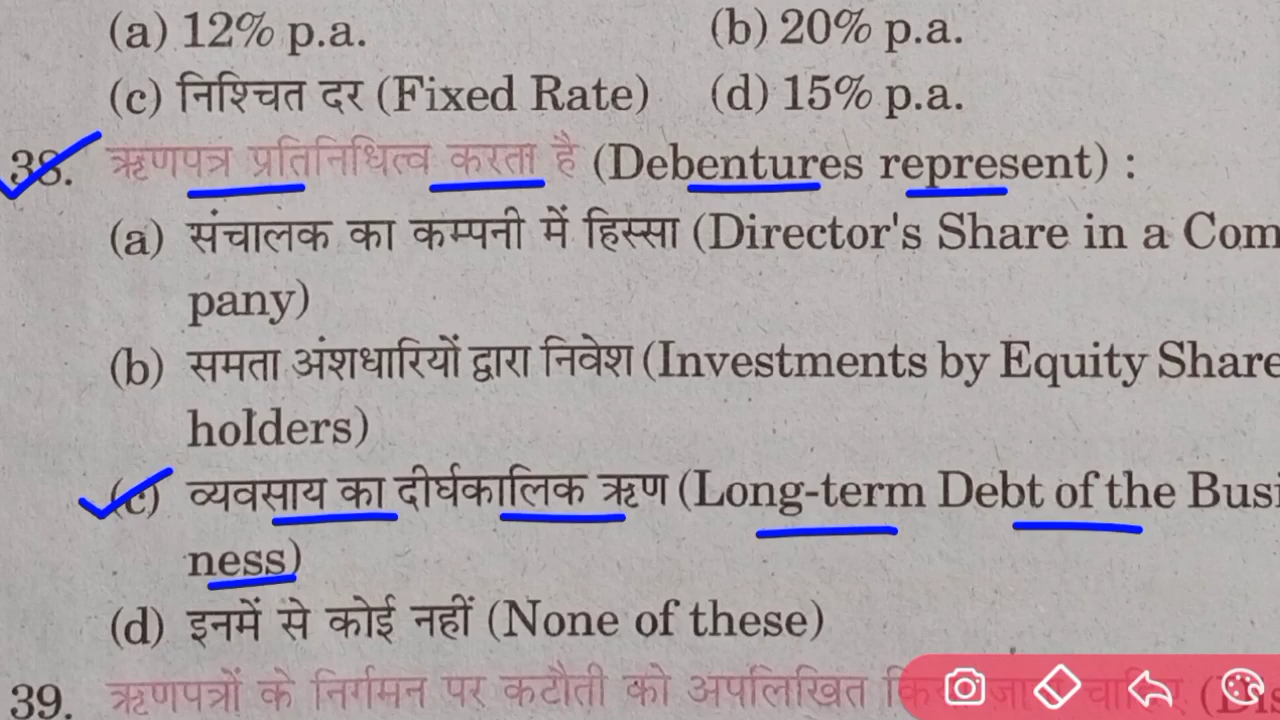 (a) 12% p.a. (b) 20% p.a.
(c) निश्चित दर (Fixed Rate) (d) 15% p.a.
38. ऋणपत्र प्रतिनिधित्व करता है (Debentures represent) :
(a) संचालक का कम्पनी में हिस्सा (Director's Share in a Com
pany)
(b) समता अंशधारियों द्वारा निवेश (Investments by Equity Share
holders)
(c) व्यवसाय का दीर्घकालिक ऋण (Long-term Debt of the Busi
ness)
(d) इनमें से कोई नहीं (None of these)
39. ऋणपत्रों के निर्गमन पर कटौती को अपलिखित